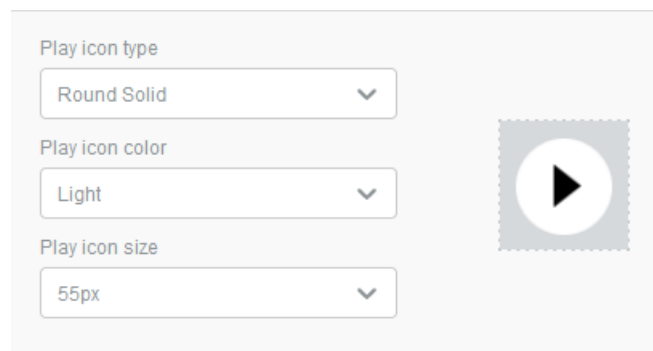 Play icon type
Round Solid
Play icon color
Light
Play icon size
55px